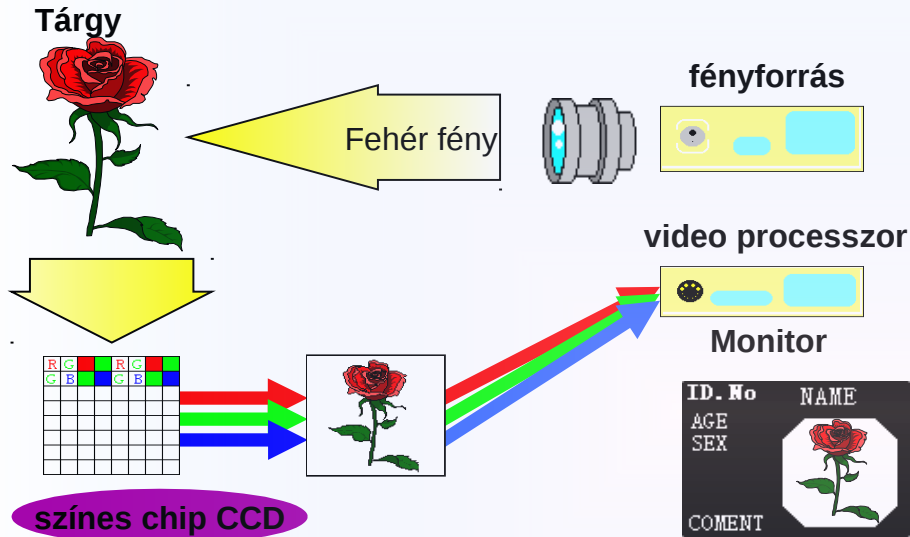 Tárgy
fényforrás
Fehér fény
video processzor
Monitor
R G R G
G B G B
ID.No NAME
AGE
SEX
COMENT
színes chip CCD